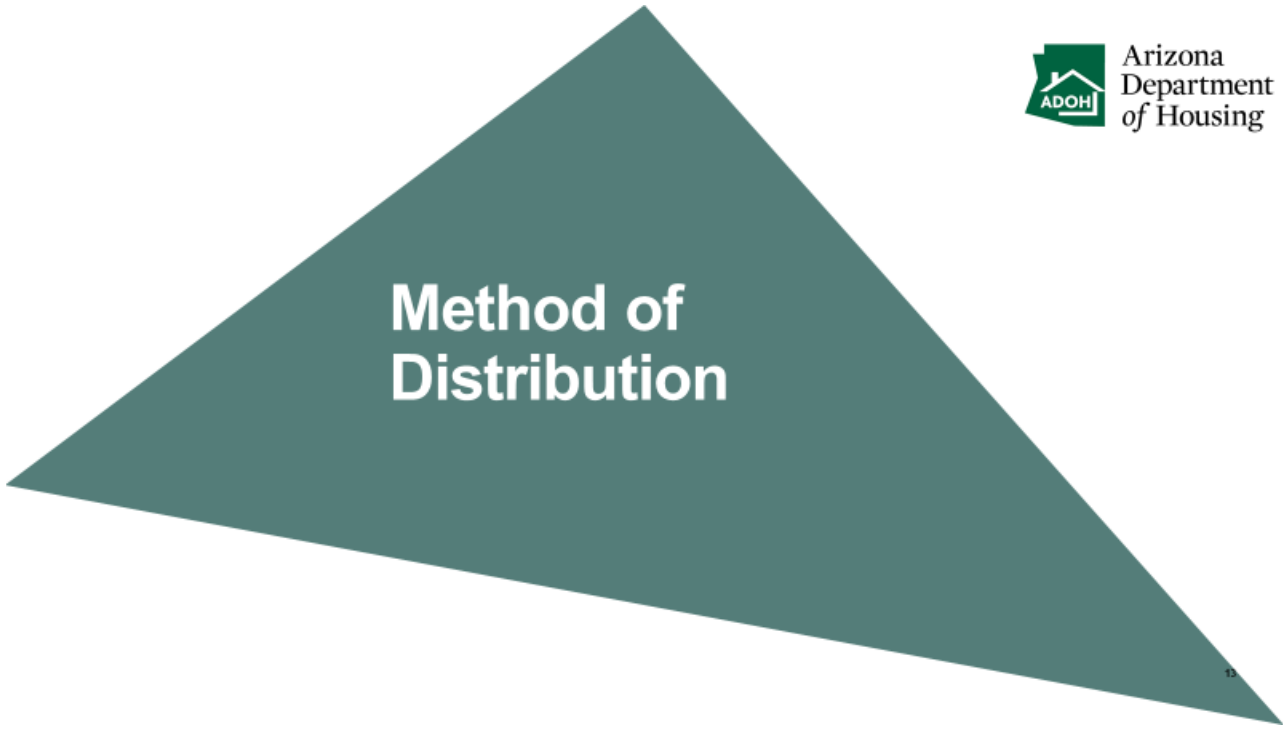 Arizona
Department
of Housing
ADOH
Method of
Distribution
13